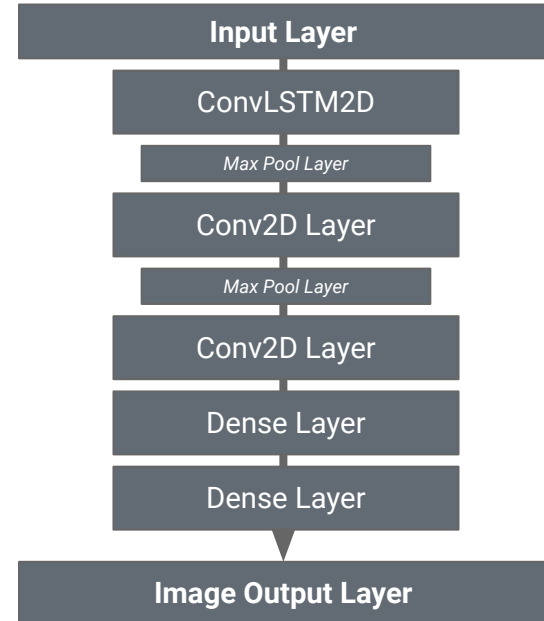 Input Layer
ConvLSTM2D
Max Pool Layer
Conv2D Layer
Max Pool Layer
Conv2D Layer
Dense Layer
Dense Layer
Image Output Layer